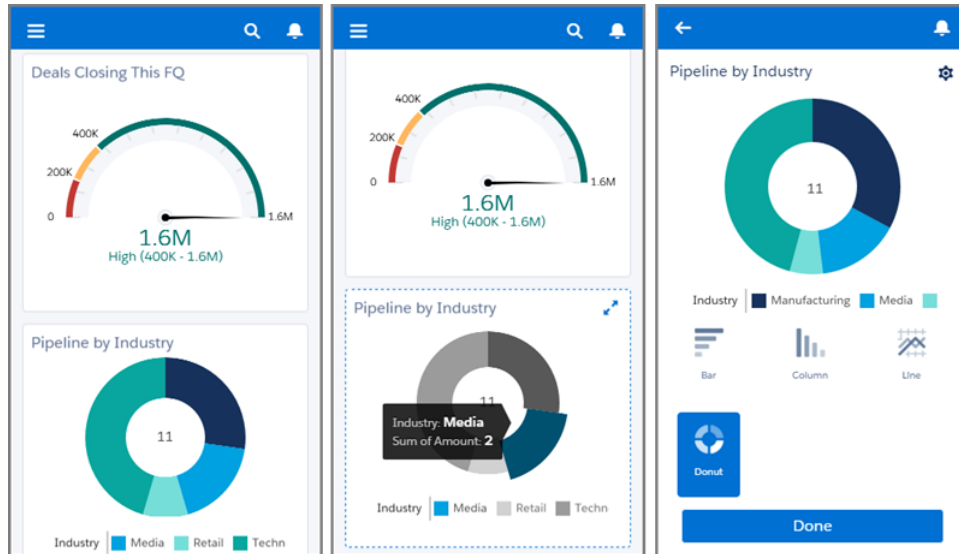 Deals Closing This FQ
400K
200K
0
1.6M
1.6M
High (400K - 1.6M)
Pipeline by Industry
11
Industry Media Retail Techn
400K
200K
0
1.6M
1.6M
High (400K - 1.6M)
Pipeline by Industry
11
Industry: Media
Sum of Amount: 2
Industry Media Retail Techn
Pipeline by Industry
11
Industry Manufacturing Media
Bar Column Line
Donut
Done